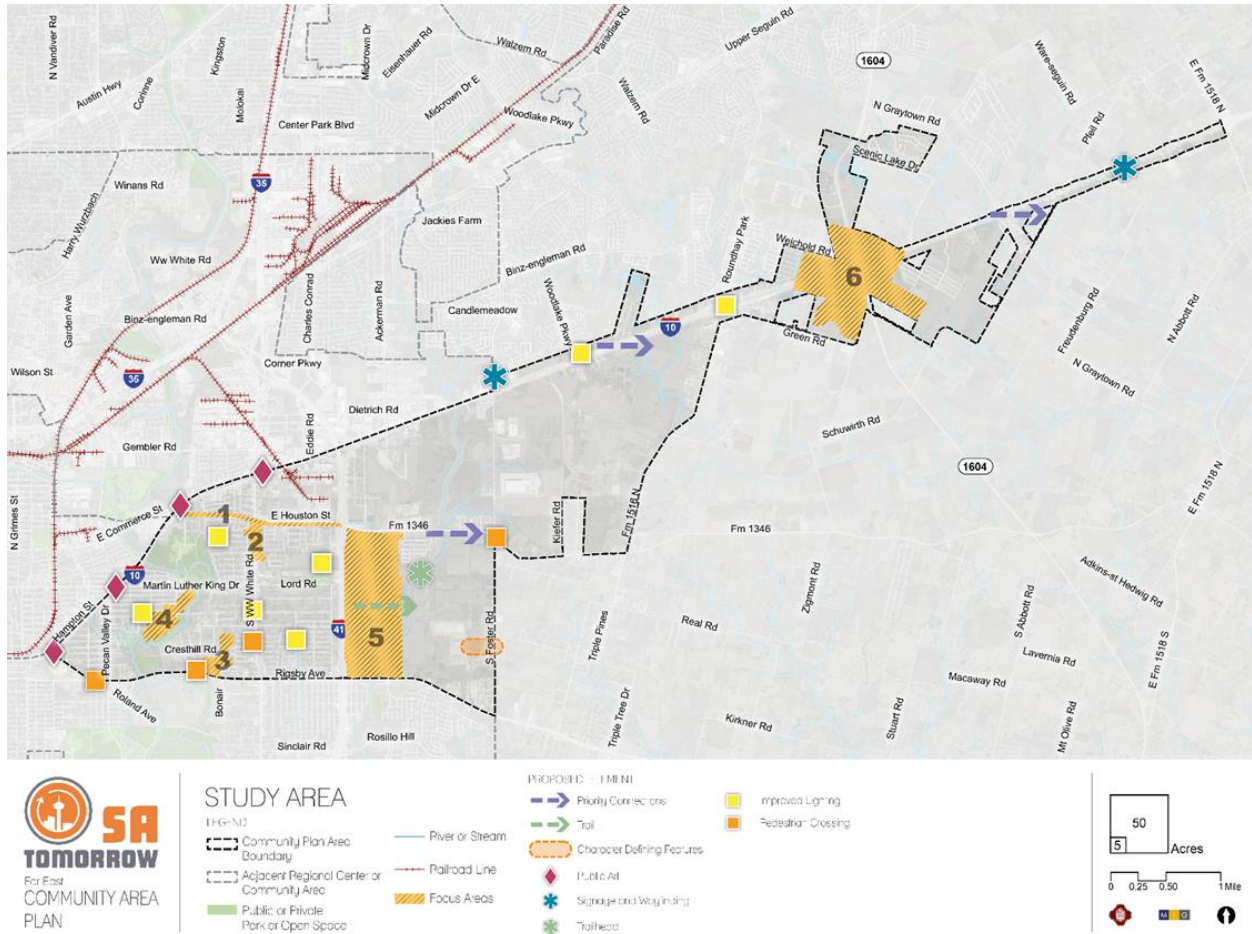 N Vandiver Rd
Austin Hwy
Corinne
Kingston
Molokai
Midcrown Dr
Eisenhauer Rd
Walzem Rd
Paradise Rd
Upper Seguin Rd
1604
Ware-seguin Rd
E Fm 1518 N
Midcrown Dr E
Walzem Rd
Center Park Blvd
Woodlake Pkwy
N Graytown Rd
Pfeil Rd
Scenic Lake Dr
Harry Wurzbach
Winans Rd
35
Jackies Farm
Ww White Rd
Binz-engleman Rd
Roundhay Park
Weichold Rd
6
Garden Ave
Binz-engleman Rd
Charles Conrad
Ackerman Rd
Candlemeadow
Woodlake Pkwy
10
Green Rd
Freudenburg Rd
N Abbott Rd
Wilson St
35
Corner Pkwy
N Graytown Rd
Dietrich Rd
Gembler Rd
Eddie Rd
Schuwirth Rd
1604
N Grimes St
E Commerce St
1
E Houston St
Fm 1346
Kiefer Rd
Fm 1516 N
Fm 1346
E Fm 1518 N
2
10
Martin Luther King Dr
S WW White Rd
Lord Rd
Zigmont Rd
Adkins-st Hedwig Rd
Hampton St
Pecan Valley Dr
4
41
5
S Foster Rd
Triple Pines
Real Rd
S Abbott Rd
Lavernia Rd
E Fm 1518 S
Cresthill Rd
3
Rigsby Ave
Macaway Rd
Roland Ave
Bonair
Triple Tree Dr
Kirkner Rd
Stuart Rd
Mt Olive Rd
Sinclair Rd
Rosillo Hill
SA
TOMORROW
Far East
COMMUNITY AREA
PLAN
STUDY AREA
LEGEND
Community Plan Area
Boundary
Adjacent Regional Center or
Community Area
Public or Private
Park or Open Space
River or Stream
Railroad Line
Focus Areas
PROPOSED ELEMENT
Priority Connections
Trail
Character Defining Features
Public Art
Signage and Wayfinding
Trailhead
Improved Lighting
Pedestrian Crossing
50
5
Acres
0 0.25 0.50 1 Mile
M I G